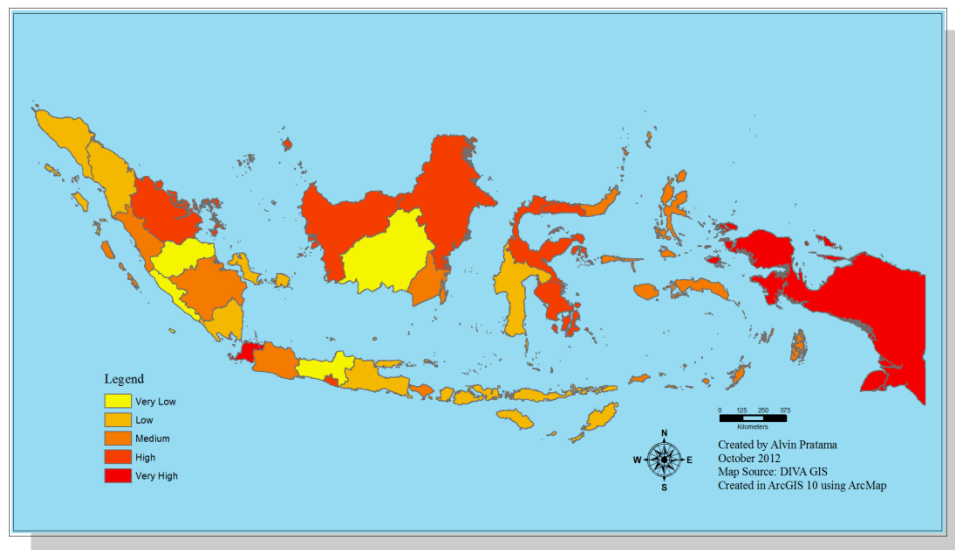 Legend
Very Low
Low
Medium
High
Very High
0 125 250 375
Kilometers
N
W E
S
Created by Alvin Pratama
October 2012
Map Source: DIVA GIS
Created in ArcGIS 10 using ArcMap